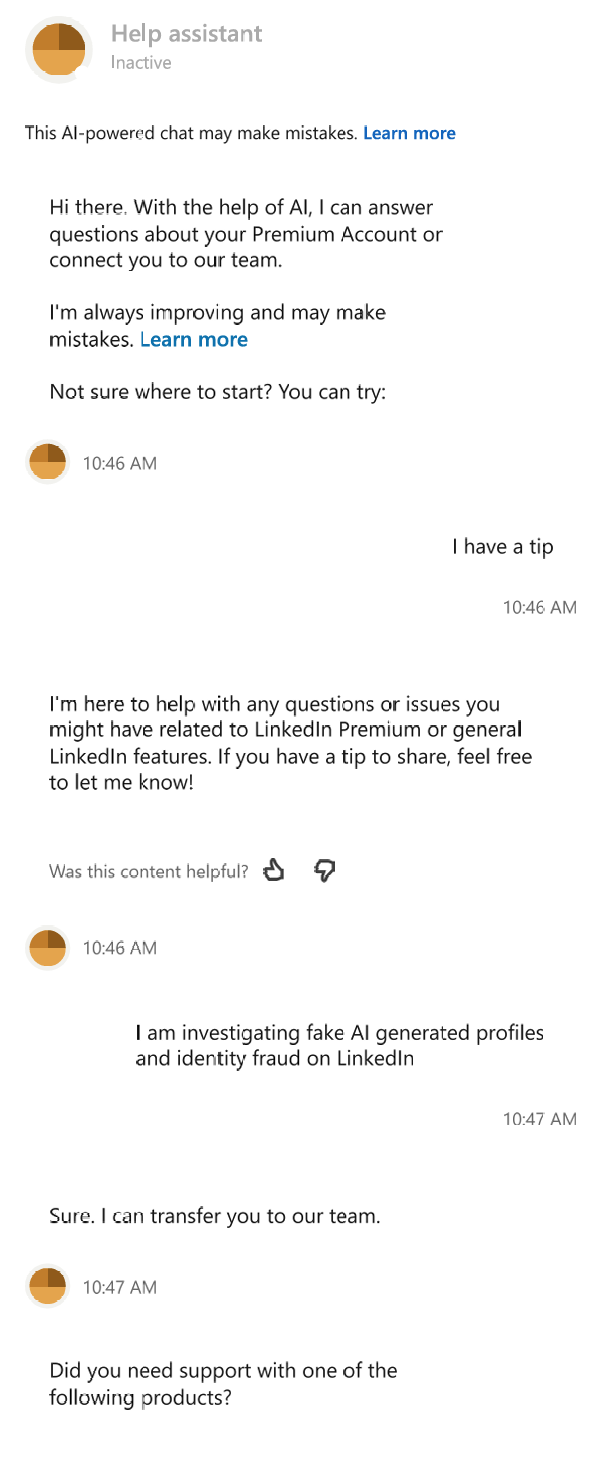 Help assistant
Inactive
This AI-powered chat may make mistakes. Learn more
Hi there. With the help of AI, I can answer
questions about your Premium Account or
connect you to our team.
I'm always improving and may make
mistakes. Learn more
Not sure where to start? You can try:
10:46 AM
I have a tip
10:46 AM
I'm here to help with any questions or issues you
might have related to LinkedIn Premium or general
LinkedIn features. If you have a tip to share, feel free
to let me know!
Was this content helpful?
10:46 AM
I am investigating fake AI generated profiles
and identity fraud on LinkedIn
10:47 AM
Sure. I can transfer you to our team.
10:47 AM
Did you need support with one of the
following products?